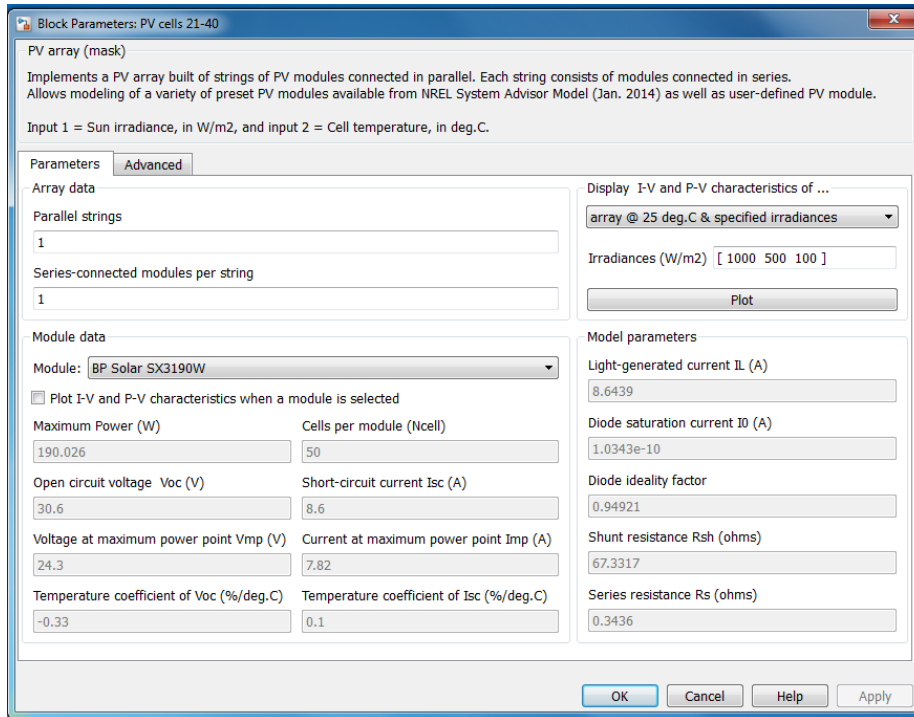 Block Parameters: PV cells 21-40
PV array (mask)
Implements a PV array built of strings of PV modules connected in parallel. Each string consists of modules connected in series.
Allows modeling of a variety of preset PV modules available from NREL System Advisor Model (Jan. 2014) as well as user-defined PV module.
Input 1 = Sun irradiance, in W/m2, and input 2 = Cell temperature, in deg.C.
Parameters Advanced
Array data
Parallel strings
1
Series-connected modules per string
1
Display I-V and P-V characteristics of ...
array @ 25 deg.C & specified irradiances
Irradiances (W/m2) [ 1000 500 100 ]
Plot
Module data
Module: BP Solar SX3190W
Plot I-V and P-V characteristics when a module is selected
Maximum Power (W) Cells per module (Ncell)
190.026 50
Open circuit voltage Voc (V) Short-circuit current Isc (A)
30.6 8.6
Voltage at maximum power point Vmp (V) Current at maximum power point Imp (A)
24.3 7.82
Temperature coefficient of Voc (%/deg.C) Temperature coefficient of Isc (%/deg.C)
-0.33 0.1
Model parameters
Light-generated current IL (A)
8.6439
Diode saturation current I0 (A)
1.0343e-10
Diode ideality factor
0.94921
Shunt resistance Rsh (ohms)
67.3317
Series resistance Rs (ohms)
0.3436
OK Cancel Help Apply